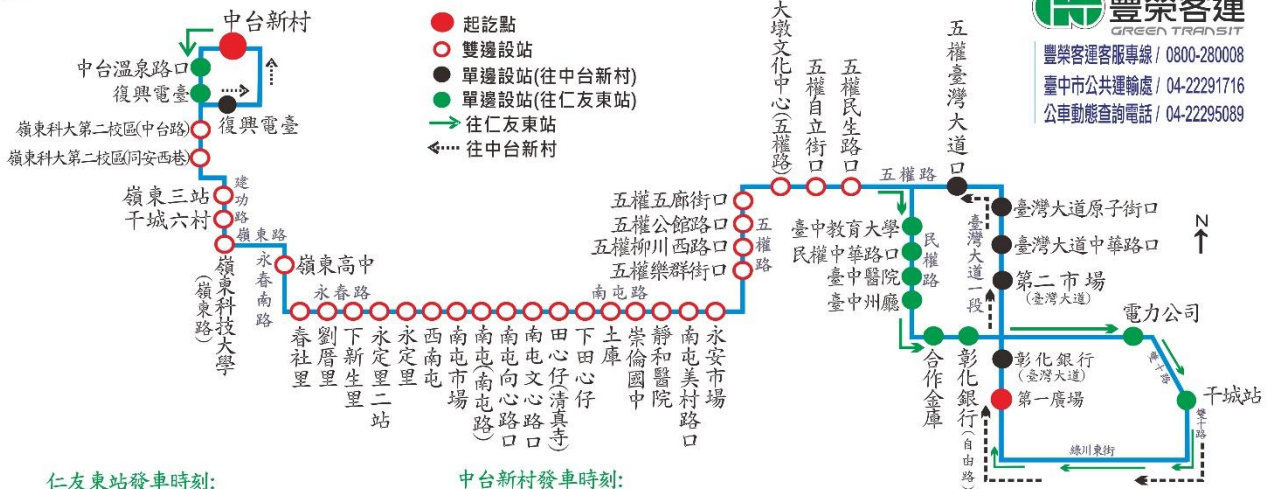 中台新村
中台溫泉路口
復興電臺
復興電臺
嶺東科大第二校區(中台路)
嶺東科大第二校區(同安西巷)
嶺東三站
干城六村
建功路
嶺東路
嶺東科技大學(嶺東路)
永春南路
嶺東高中
永春路
起訖點
雙邊設站
單邊設站(往中台新村)
單邊設站(往仁友東站)
往仁友東站
往中台新村
春社里
劉厝里
下新生里
永定里二站
永定里
西南屯
南屯市場
南屯(南屯路)
南屯向心路口
南屯文心路口
田心仔(清真寺)
下田心仔
土庫
崇倫國中
靜和醫院
南屯美村路口
永安市場
南屯路
五權五廊街口
五權公館路口
五權柳川西路口
五權樂群街口
五權路
大墩文化中心(五權路)
五權自立街口
五權民生路口
五權路
五權臺灣大道口
臺中教育大學
民權中華路口
臺中醫院
臺中州廳
民權路
臺灣大道一段
臺灣大道原子街口
臺灣大道中華路口
第二市場
(臺灣大道)
合作金庫
彰化銀行(自由路)
彰化銀行
(臺灣大道)
第一廣場
電力公司
干城站
雙十路
綠川東街
N
豐榮客運
GREEN TRANSIT
豐榮客運客服專線 / 0800-280008
臺中市公共運輸處 / 04-22291716
公車動態查詢電話 / 04-22295089
仁友東站發車時刻:
中台新村發車時刻: